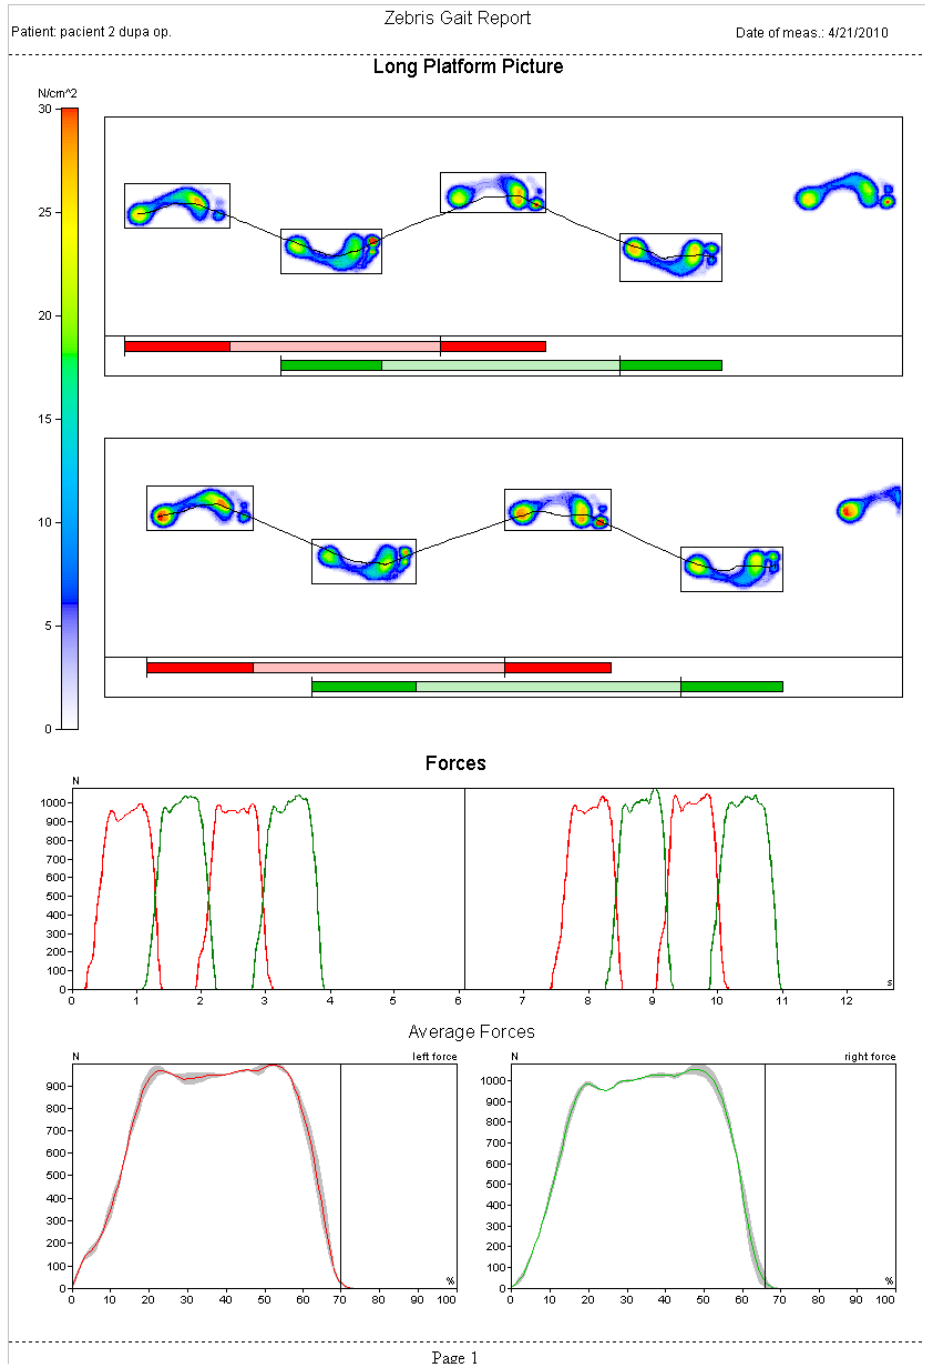 Zebris Gait Report
Patient: pacient 2 dupa op.
Date of meas.: 4/21/2010
Long Platform Picture
N/cm^2
30
25
20
15
10
5
0
Forces
N
1000
900
800
700
600
500
400
300
200
100
0
0 1 2 3 4 5 6 7 8 9 10 11 12
s
Average Forces
N
left force
900
800
700
600
500
400
300
200
100
0
%
0 10 20 30 40 50 60 70 80 90 100
N
right force
1000
900
800
700
600
500
400
300
200
100
0
%
0 10 20 30 40 50 60 70 80 90 100
Page 1